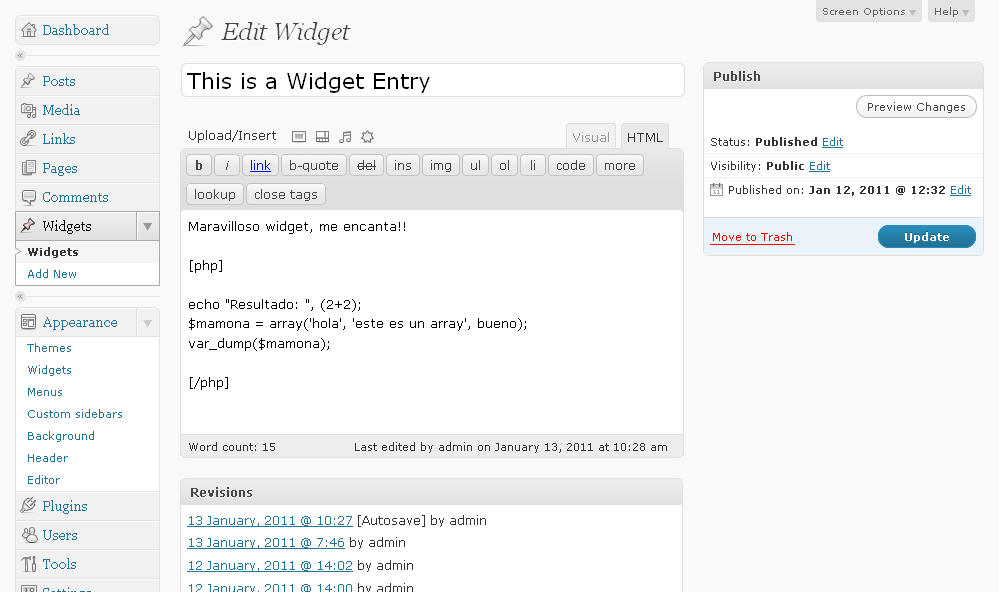 Screen Options
Help
Dashboard
Posts
Media
Links
Pages
Comments
Widgets
Widgets
Add New
Appearance
Themes
Widgets
Menus
Custom sidebars
Background
Header
Editor
Plugins
Users
Tools
Settings
Edit Widget
This is a Widget Entry
Upload/Insert
Visual HTML
b i link b-quote del ins img ul ol li code more
lookup close tags
Maravilloso widget, me encanta!!
[php]
echo "Resultado: ", (2+2);
$mamona = array('hola', 'este es un array', bueno);
var_dump($mamona);
[/php]
Word count: 15 Last edited by admin on January 13, 2011 at 10:28 am
Revisions
13 January, 2011 @ 10:27 [Autosave] by admin
13 January, 2011 @ 7:46 by admin
12 January, 2011 @ 14:02 by admin
12 January, 2011 @ 14:00 by admin
Publish
Preview Changes
Status: Published Edit
Visibility: Public Edit
Published on: Jan 12, 2011 @ 12:32 Edit
Move to Trash
Update